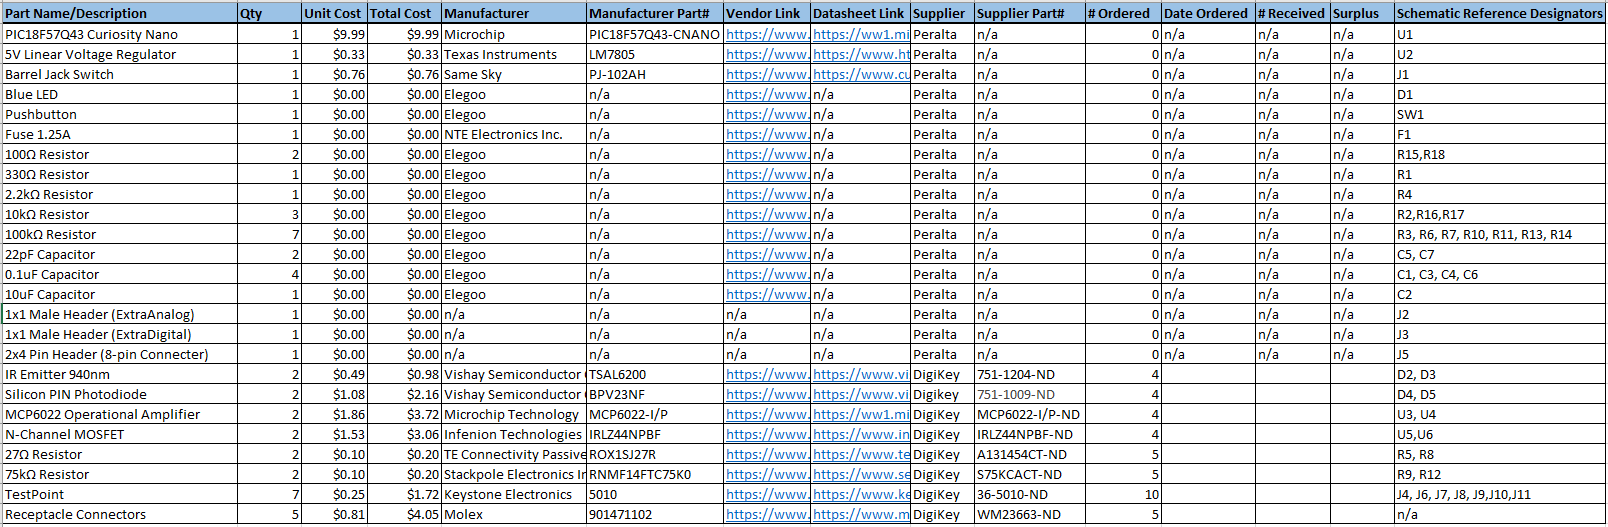 Part Name/Description Qty Unit Cost Total Cost Manufacturer Manufacturer Part# Vendor Link Datasheet Link Supplier Supplier Part# # Ordered Date Ordered # Received Surplus Schematic Reference Designators
PIC18F57Q43 Curiosity Nano 1 $9.99 $9.99 Microchip PIC18F57Q43-CNANO https://www. https://ww1.mi Peralta n/a 0 n/a n/a n/a U1
5V Linear Voltage Regulator 1 $0.33 $0.33 Texas Instruments LM7805 https://www. https://www.ht Peralta n/a 0 n/a n/a n/a U2
Barrel Jack Switch 1 $0.76 $0.76 Same Sky PJ-102AH https://www. https://www.cu Peralta n/a 0 n/a n/a n/a J1
Blue LED 1 $0.00 $0.00 Elegoo n/a https://www. n/a Peralta n/a 0 n/a n/a n/a D1
Pushbutton 1 $0.00 $0.00 Elegoo n/a https://www. n/a Peralta n/a 0 n/a n/a n/a SW1
Fuse 1.25A 1 $0.00 $0.00 NTE Electronics Inc. n/a https://www. n/a Peralta n/a 0 n/a n/a n/a F1
100Ω Resistor 2 $0.00 $0.00 Elegoo n/a https://www. n/a Peralta n/a 0 n/a n/a n/a R15,R18
330Ω Resistor 1 $0.00 $0.00 Elegoo n/a https://www. n/a Peralta n/a 0 n/a n/a n/a R1
2.2kΩ Resistor 1 $0.00 $0.00 Elegoo n/a https://www. n/a Peralta n/a 0 n/a n/a n/a R4
10kΩ Resistor 3 $0.00 $0.00 Elegoo n/a https://www. n/a Peralta n/a 0 n/a n/a n/a R2,R16,R17
100kΩ Resistor 7 $0.00 $0.00 Elegoo n/a https://www. n/a Peralta n/a 0 n/a n/a n/a R3, R6, R7, R10, R11, R13, R14
22pF Capacitor 2 $0.00 $0.00 Elegoo n/a https://www. n/a Peralta n/a 0 n/a n/a n/a C5, C7
0.1uF Capacitor 4 $0.00 $0.00 Elegoo n/a https://www. n/a Peralta n/a 0 n/a n/a n/a C1, C3, C4, C6
10uF Capacitor 1 $0.00 $0.00 Elegoo n/a https://www. n/a Peralta n/a 0 n/a n/a n/a C2
1x1 Male Header (ExtraAnalog) 1 $0.00 $0.00 n/a n/a n/a n/a Peralta n/a 0 n/a n/a n/a J2
1x1 Male Header (ExtraDigital) 1 $0.00 $0.00 n/a n/a n/a n/a Peralta n/a 0 n/a n/a n/a J3
2x4 Pin Header (8-pin Connecter) 1 $0.00 $0.00 n/a n/a n/a n/a Peralta n/a 0 n/a n/a n/a J5
IR Emitter 940nm 2 $0.49 $0.98 Vishay Semiconductor TSAL6200 https://www. https://www.vi DigiKey 751-1204-ND 4 D2, D3
Silicon PIN Photodiode 2 $1.08 $2.16 Vishay Semiconductor BPV23NF https://www. https://www.vi DigiKey 751-1009-ND 4 D4, D5
MCP6022 Operational Amplifier 2 $1.86 $3.72 Microchip Technology MCP6022-I/P https://www. https://ww1.mi DigiKey MCP6022-I/P-ND 4 U3, U4
N-Channel MOSFET 2 $1.53 $3.06 Infenion Technologies IRLZ44NPBF https://www. https://www.in DigiKey IRLZ44NPBF-ND 4 U5,U6
27Ω Resistor 2 $0.10 $0.20 TE Connectivity Passive ROX1SJ27R https://www. https://www.te DigiKey A131454CT-ND 5 R5, R8
75kΩ Resistor 2 $0.10 $0.20 Stackpole Electronics In RNMF14FTC75K0 https://www. https://www.se DigiKey S75KCACT-ND 5 R9, R12
TestPoint 7 $0.25 $1.72 Keystone Electronics 5010 https://www. https://www.ke DigiKey 36-5010-ND 10 J4, J6, J7, J8, J9,J10,J11
Receptacle Connectors 5 $0.81 $4.05 Molex 901471102 https://www. https://www.m DigiKey WM23663-ND 5 n/a